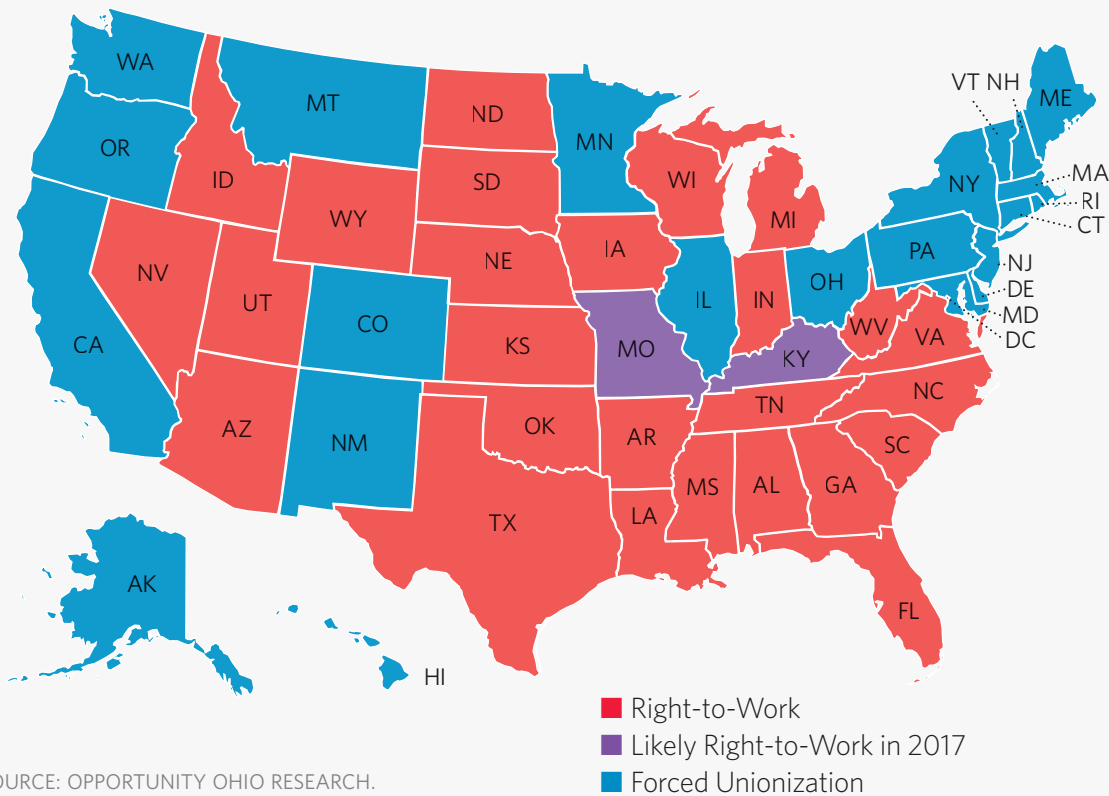 WA
MT
ND
MN
VT NH
ME
OR
ID
SD
WI
MI
NY
MA
RI
CT
WY
NE
IA
PA
NJ
NV
UT
CO
KS
IL
IN
OH
DE
MD
DC
CA
MO
KY
WV
VA
AZ
NM
OK
AR
TN
NC
TX
LA
MS
AL
GA
SC
AK
FL
HI
Right-to-Work
Likely Right-to-Work in 2017
Forced Unionization
OURCE: OPPORTUNITY OHIO RESEARCH.